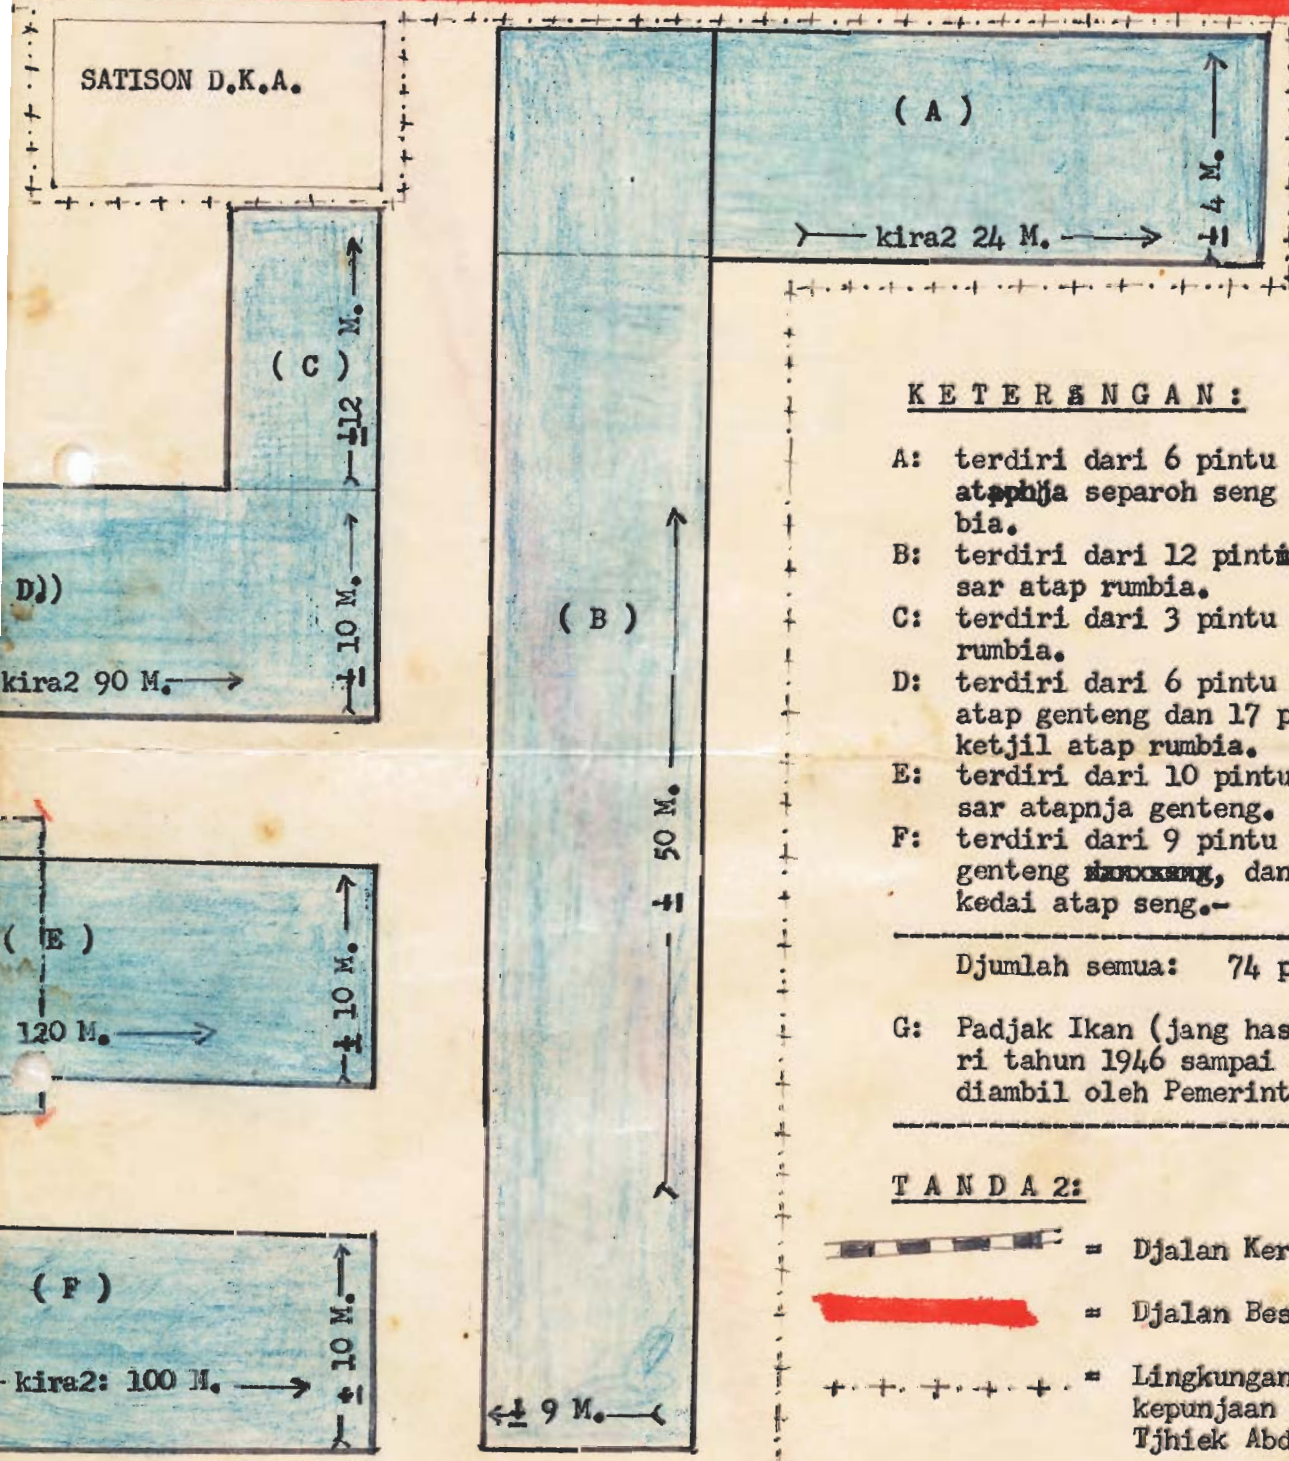 SATISON D.K.A.
( A )
± 4 M.
kira2 24 M.
( C )
±12 M.
D))
± 10 M.
kira2 90 M.
( B )
± 50 M.
± 9 M.
( E )
± 10 M.
120 M.
( F )
± 10 M.
kira2: 100 M.
KETERANGAN:
A: terdiri dari 6 pintu
atapnja separoh seng
bia.
B: terdiri dari 12 pintu
sar atap rumbia.
C: terdiri dari 3 pintu
rumbia.
D: terdiri dari 6 pintu
atap genteng dan 17 p
ketjil atap rumbia.
E: terdiri dari 10 pintu
sar atapnja genteng.
F: terdiri dari 9 pintu
genteng , dan
kedai atap seng.-
Djumlah semua: 74 p
G: Padjak Ikan (jang has
ri tahun 1946 sampai
diambil oleh Pemerint
TANDA2:
= Djalan Ker
= Djalan Bes
= Lingkungan
kepunjaan
Tjhiek Abd